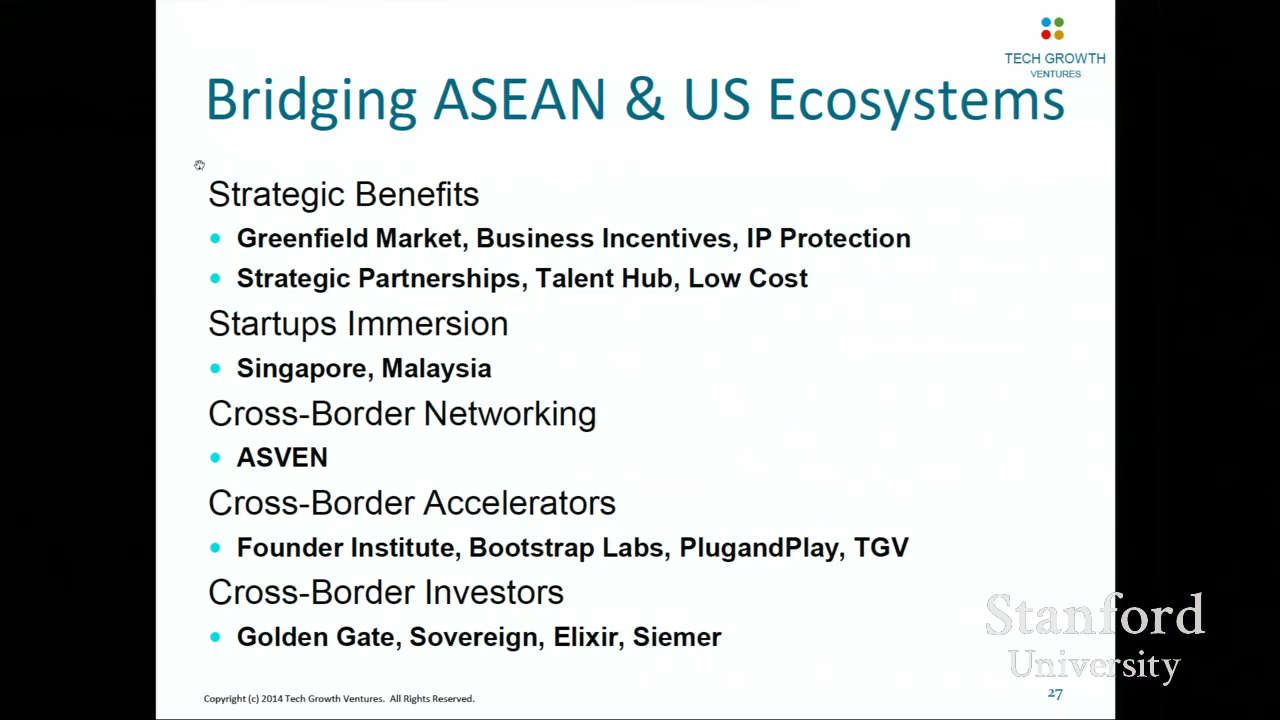 TECH GROWTH
VENTURES
Bridging ASEAN & US Ecosystems
Strategic Benefits
Greenfield Market, Business Incentives, IP Protection
Strategic Partnerships, Talent Hub, Low Cost
Startups Immersion
Singapore, Malaysia
Cross-Border Networking
ASVEN
Cross-Border Accelerators
Founder Institute, Bootstrap Labs, PlugandPlay, TGV
Cross-Border Investors
Golden Gate, Sovereign, Elixir, Siemer
Stanford
University
Copyright (c) 2014 Tech Growth Ventures. All Rights Reserved.
27